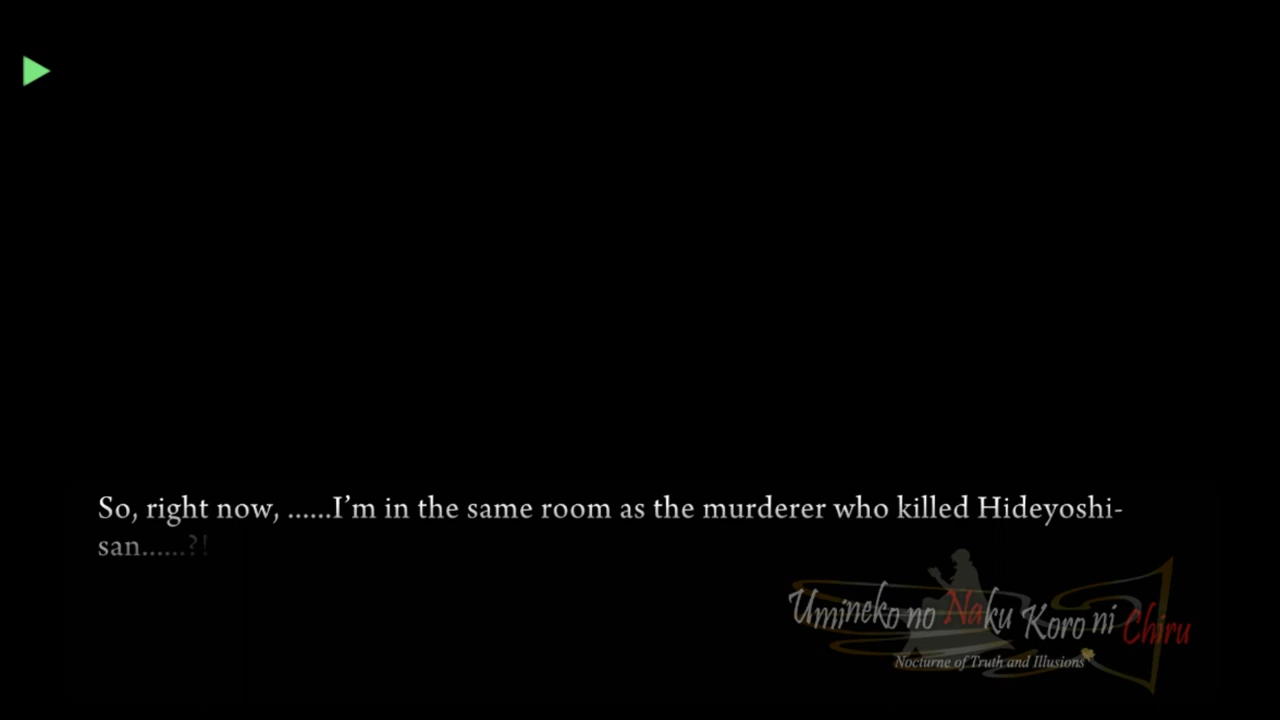 So, right now, ......I’m in the same room as the murderer who killed Hideyoshi-
san......?!
Umineko no Naku Koro ni Chiru
Nocturne of Truth and Illusions